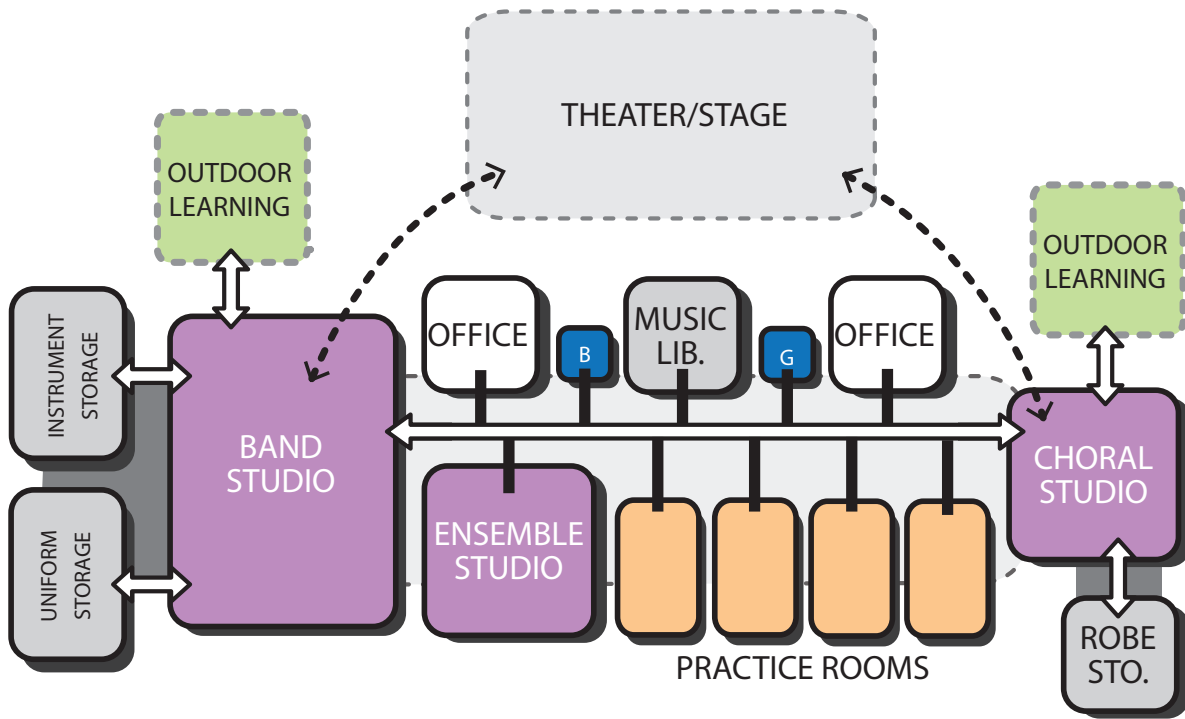 THEATER/STAGE
OUTDOOR
LEARNING
OUTDOOR
LEARNING
INSTRUMENT
STORAGE
OFFICE
B
MUSIC
LIB.
G
OFFICE
BAND
STUDIO
CHORAL
STUDIO
UNIFORM
STORAGE
ENSEMBLE
STUDIO
PRACTICE ROOMS
ROBE
STO.